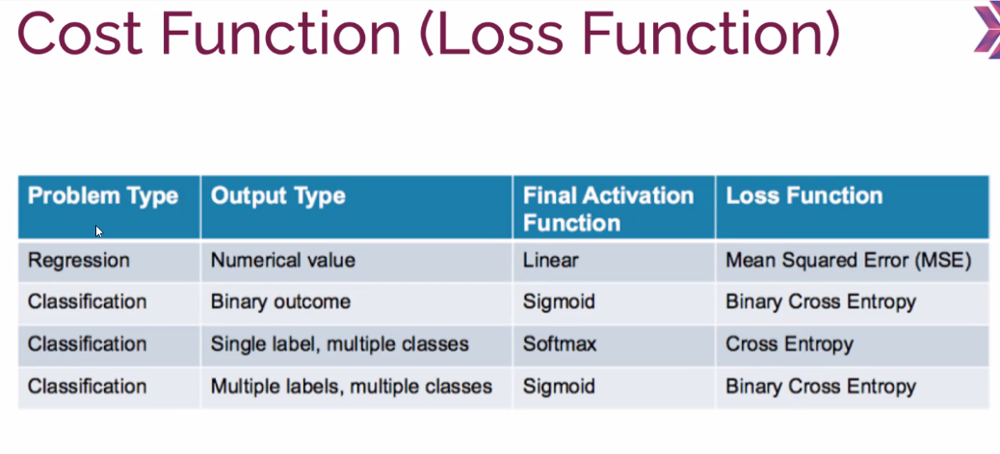 Cost Function (Loss Function)
Problem Type Output Type Final Activation Function Loss Function
Regression Numerical value Linear Mean Squared Error (MSE)
Classification Binary outcome Sigmoid Binary Cross Entropy
Classification Single label, multiple classes Softmax Cross Entropy
Classification Multiple labels, multiple classes Sigmoid Binary Cross Entropy